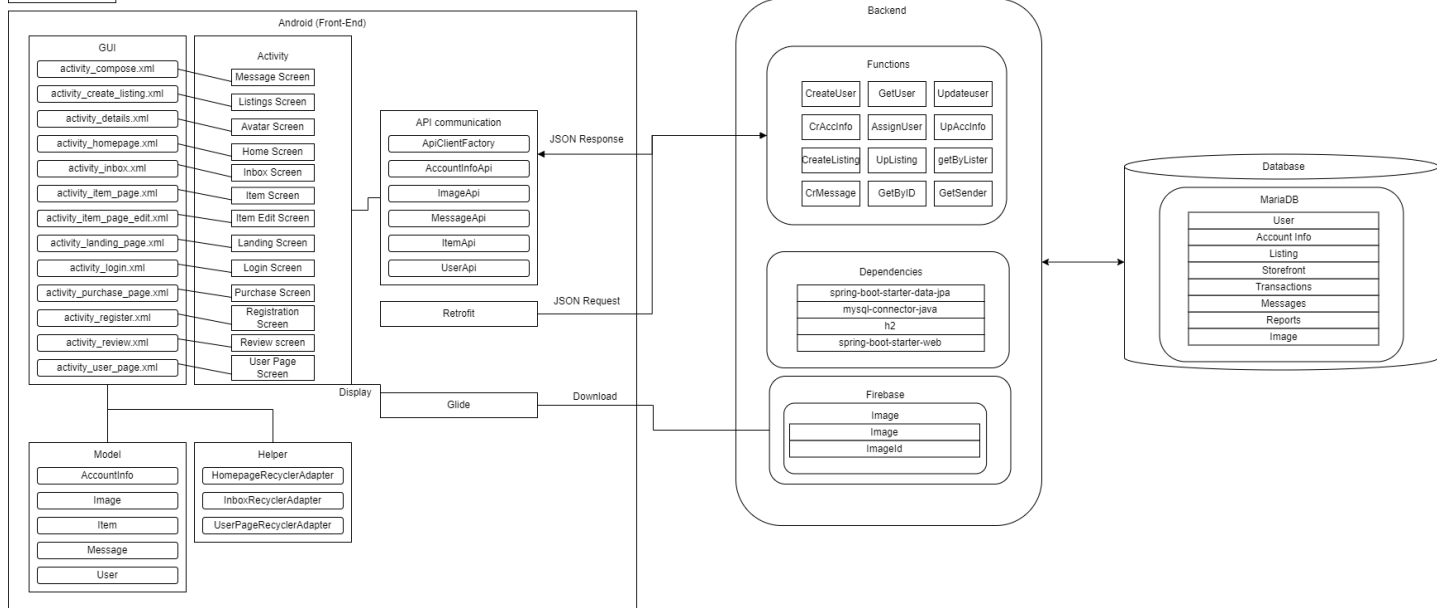 Android (Front-End)
GUI
activity_compose.xml
activity_create_listing.xml
activity_details.xml
activity_homepage.xml
activity_inbox.xml
activity_item_page.xml
activity_item_page_edit.xml
activity_landing_page.xml
activity_login.xml
activity_purchase_page.xml
activity_register.xml
activity_review.xml
activity_user_page.xml
Activity
Message Screen
Listings Screen
Avatar Screen
Home Screen
Inbox Screen
Item Screen
Item Edit Screen
Landing Screen
Login Screen
Purchase Screen
Registration
Screen
Review screen
User Page
Screen
API communication
ApiClientFactory
AccountInfoApi
ImageApi
MessageApi
ItemApi
UserApi
Retrofit
Display
Glide
JSON Response
JSON Request
Download
Model
AccountInfo
Image
Item
Message
User
Helper
HomepageRecyclerAdapter
InboxRecyclerAdapter
UserPageRecyclerAdapter
Backend
Functions
CreateUser
GetUser
Updateuser
CrAccInfo
AssignUser
UpAccInfo
CreateListing
UpListing
getByLister
CrMessage
GetByID
GetSender
Dependencies
spring-boot-starter-data-jpa
mysql-connector-java
h2
spring-boot-starter-web
Firebase
Image
Image
ImageId
Database
MariaDB
User
Account Info
Listing
Storefront
Transactions
Messages
Reports
Image